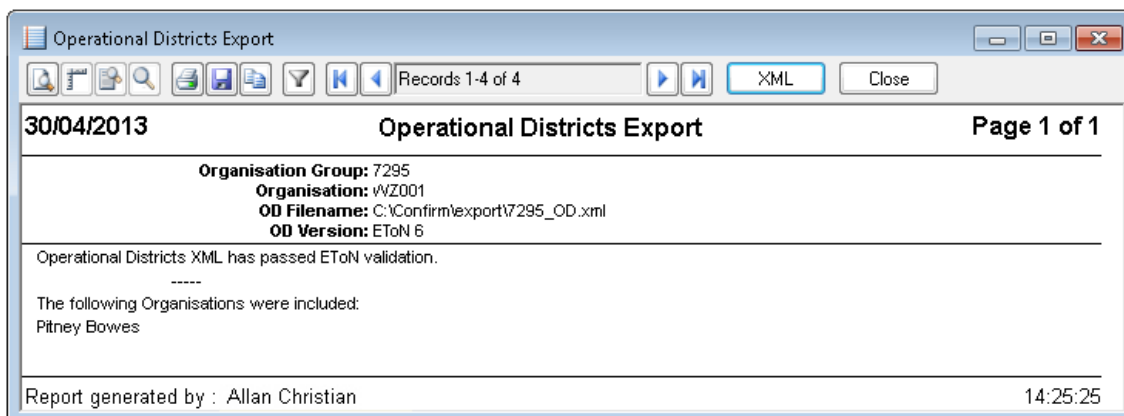 Operational Districts Export
Records 1-4 of 4 XML Close
30/04/2013 Operational Districts Export Page 1 of 1
Organisation Group: 7295
Organisation: WZ001
OD Filename: C:\Confirm\export\7295_OD.xml
OD Version: EToN 6
Operational Districts XML has passed EToN validation.
-----
The following Organisations were included:
Pitney Bowes
Report generated by : Allan Christian 14:25:25